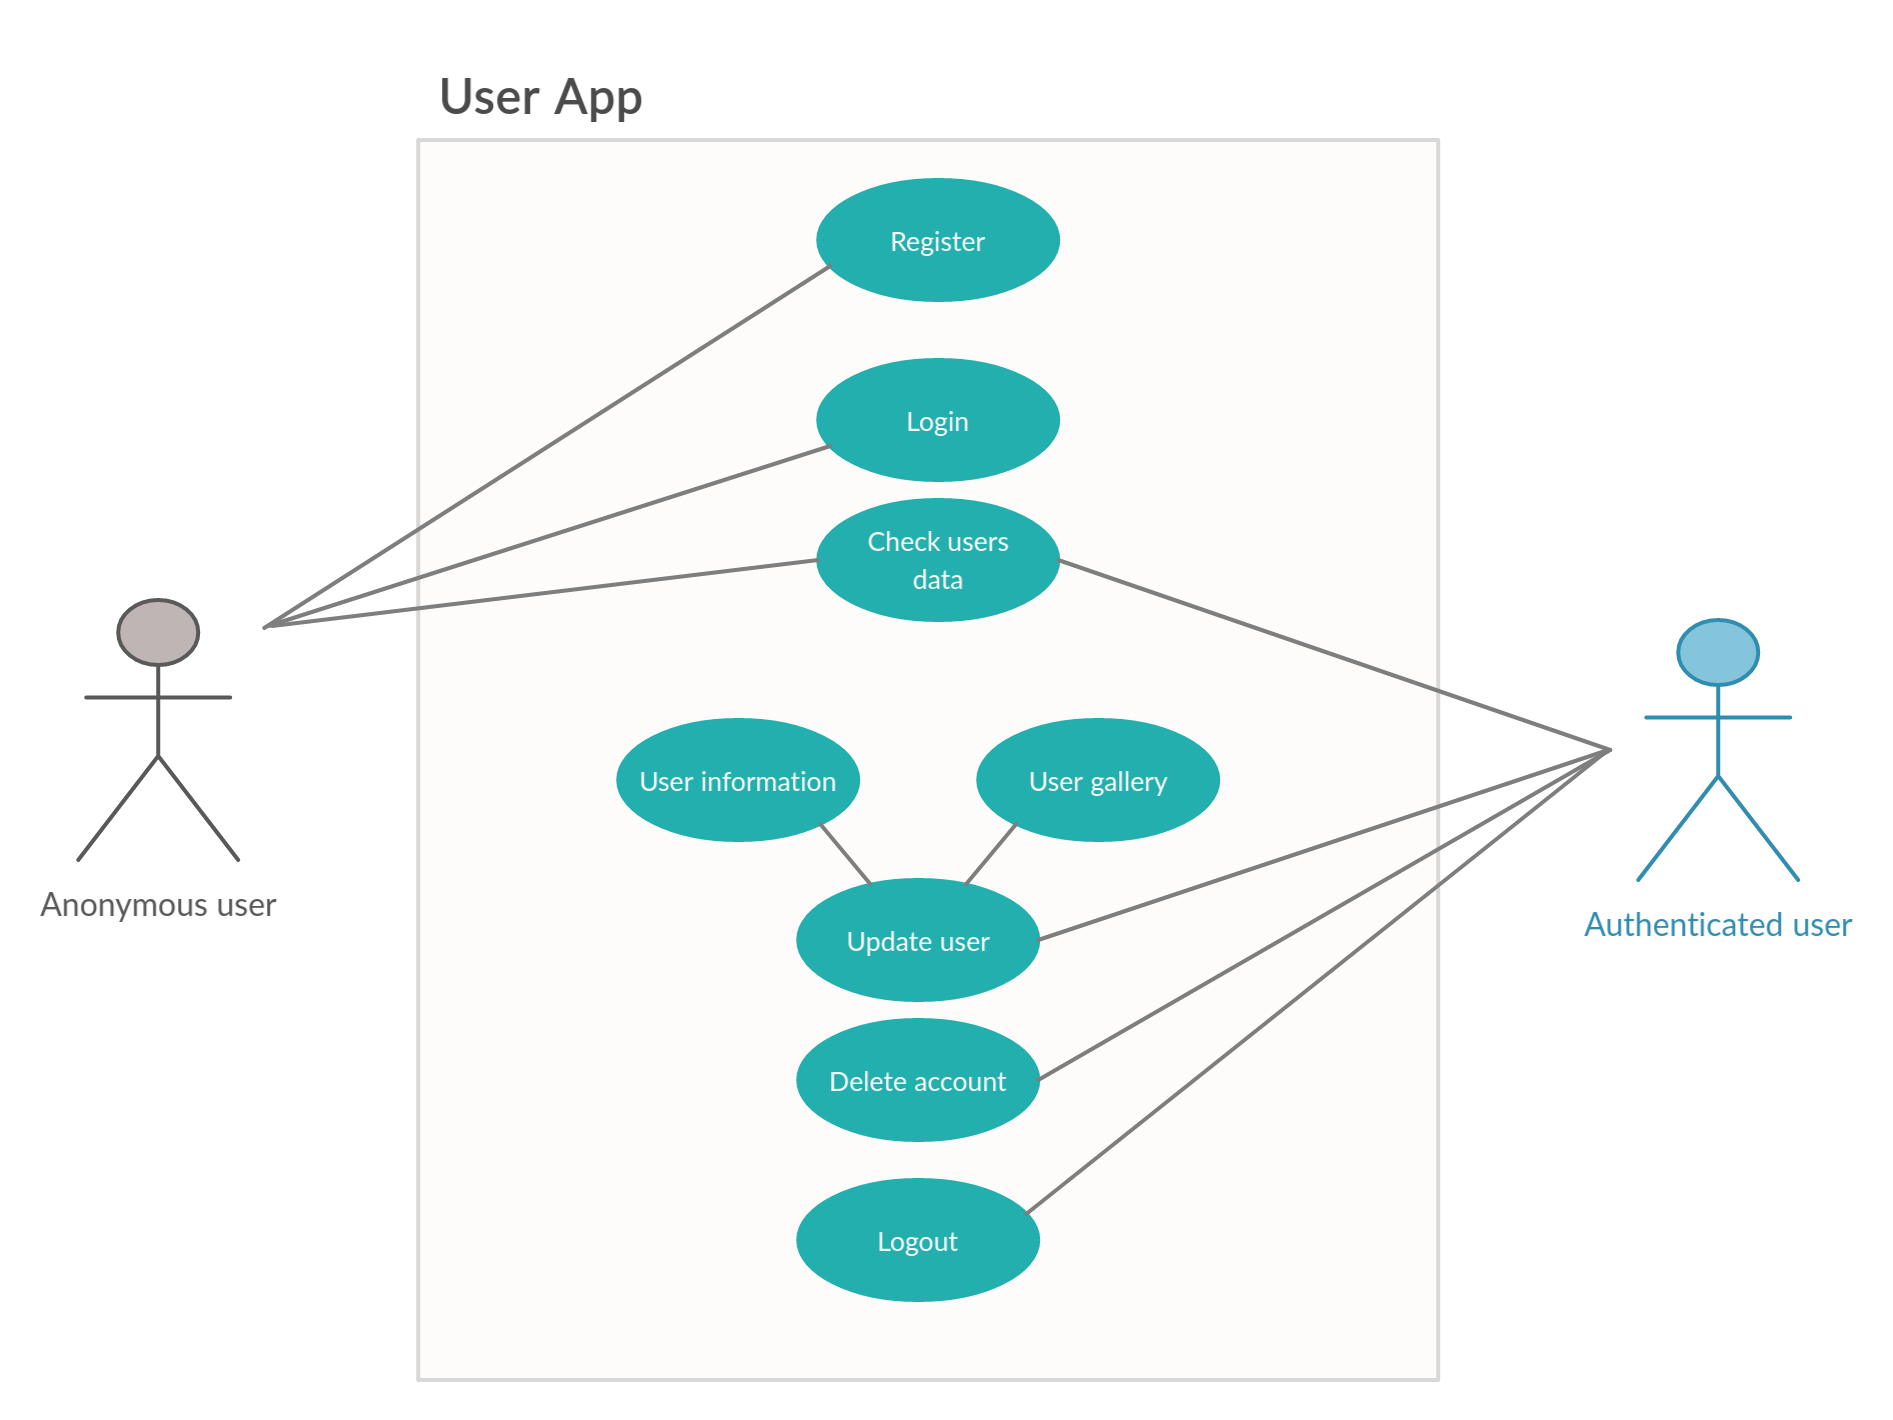 User App
Register
Login
Check users
data
User information
User gallery
Anonymous user
Authenticated user
Update user
Delete account
Logout